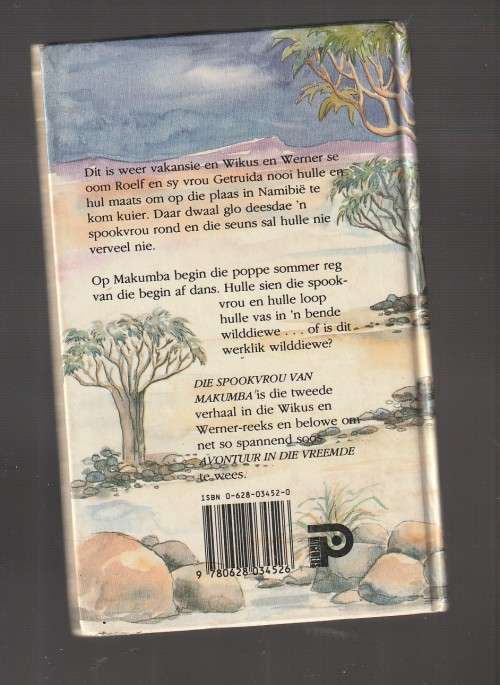 Dit is weer vakansie en Wikus en Werner se
oom Roelf en sy vrou Getruida nooi hulle en
hul maats om op die plaas in Namibië te
kom kuier. Daar dwaal glo deesdae 'n
spookvrou rond en die seuns sal hulle nie
verveel nie.
Op Makumba begin die poppe sommer reg
van die begin af dans. Hulle sien die spook-
vrou en hulle loop
hulle vas in 'n bende
wilddiewe . . . of is dit
werklik wilddiewe?
DIE SPOOKVROU VAN
MAKUMBA is die tweede
verhaal in die Wikus en
Werner-reeks en belowe om
net so spannend soos
AVONTUUR IN DIE VREEMDE
te wees.
ISBN 0-628-03452-0
9 780628 034526